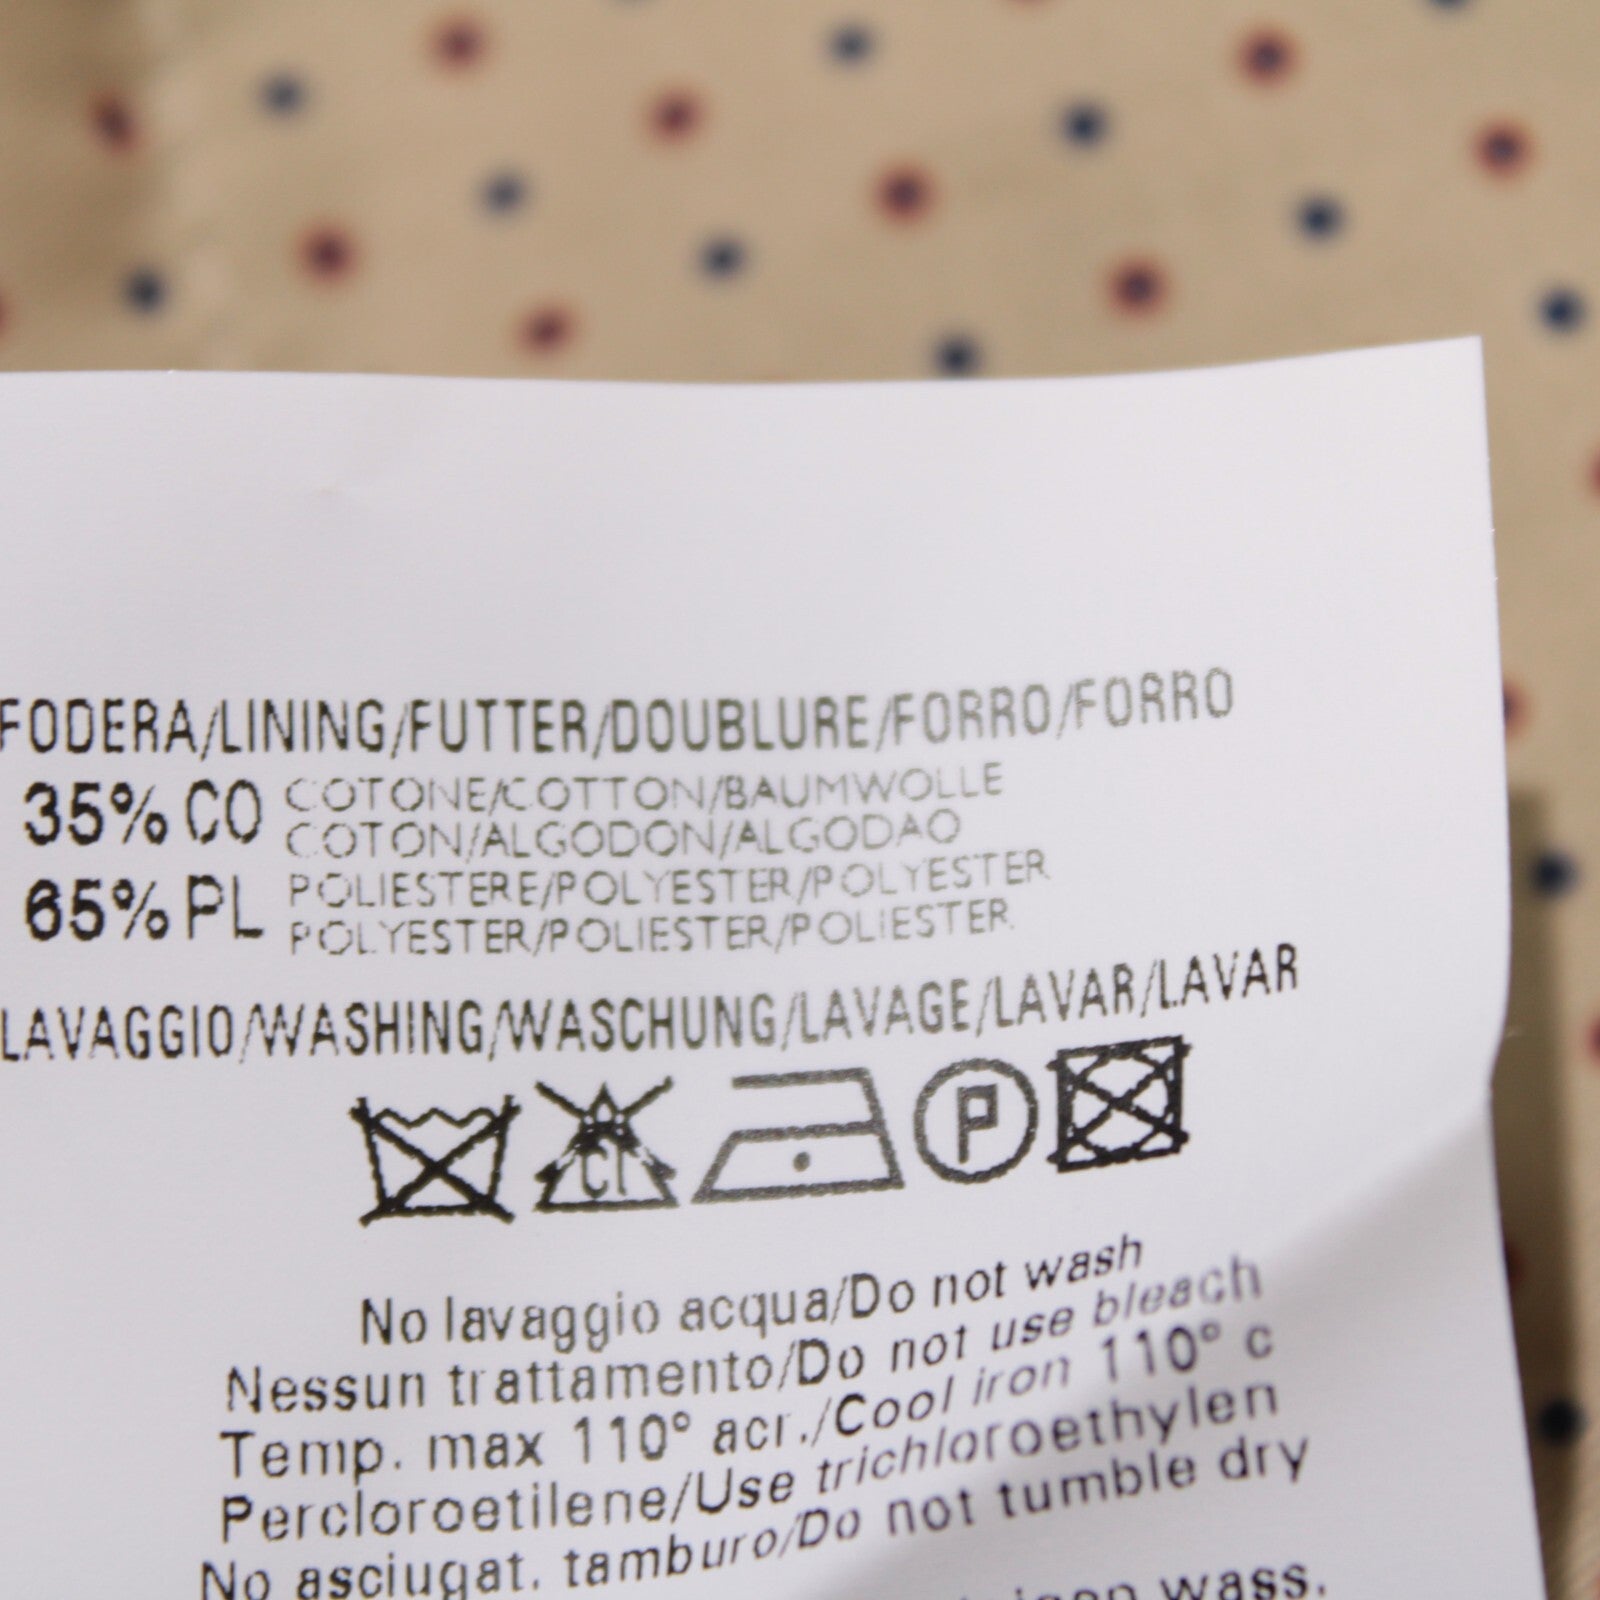 FODERA/LINING/FUTTER/DOUBLURE/FORRO/FORRO
35% CO COTONE/COTTON/BAUMWOLLE
COTON/ALGODON/ALGODAO
65% PL POLIESTERE/POLYESTER/POLYESTER
POLYESTER/POLIESTER/POLIESTER
LAVAGGIO/WASHING/WASCHUNG/LAVAGE/LAVAR/LAVAR
Cl P
No lavaggio acqua/Do not wash
Nessun trattamento/Do not use bleach
Temp. max 110° acr./Cool iron 110° c
Percloroetilene/Use trichloroethylen
No asciugat. tamburo/Do not tumble dry
wass.